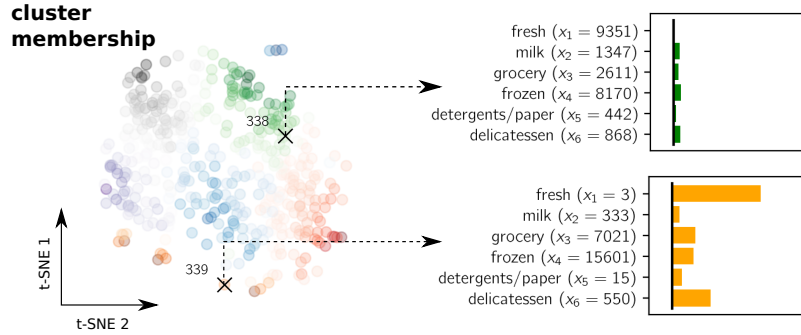 cluster
membership
338
339
t-SNE 1
t-SNE 2
fresh (x₁ = 9351)
milk (x₂ = 1347)
grocery (x₃ = 2611)
frozen (x₄ = 8170)
detergents/paper (x₅ = 442)
delicatessen (x₆ = 868)
fresh (x₁ = 3)
milk (x₂ = 333)
grocery (x₃ = 7021)
frozen (x₄ = 15601)
detergents/paper (x₅ = 15)
delicatessen (x₆ = 550)